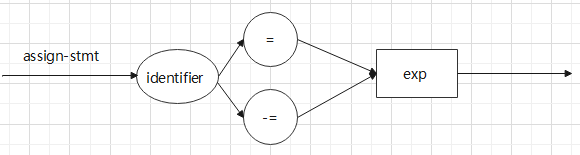 assign-stmt
identifier
=
-=
exp